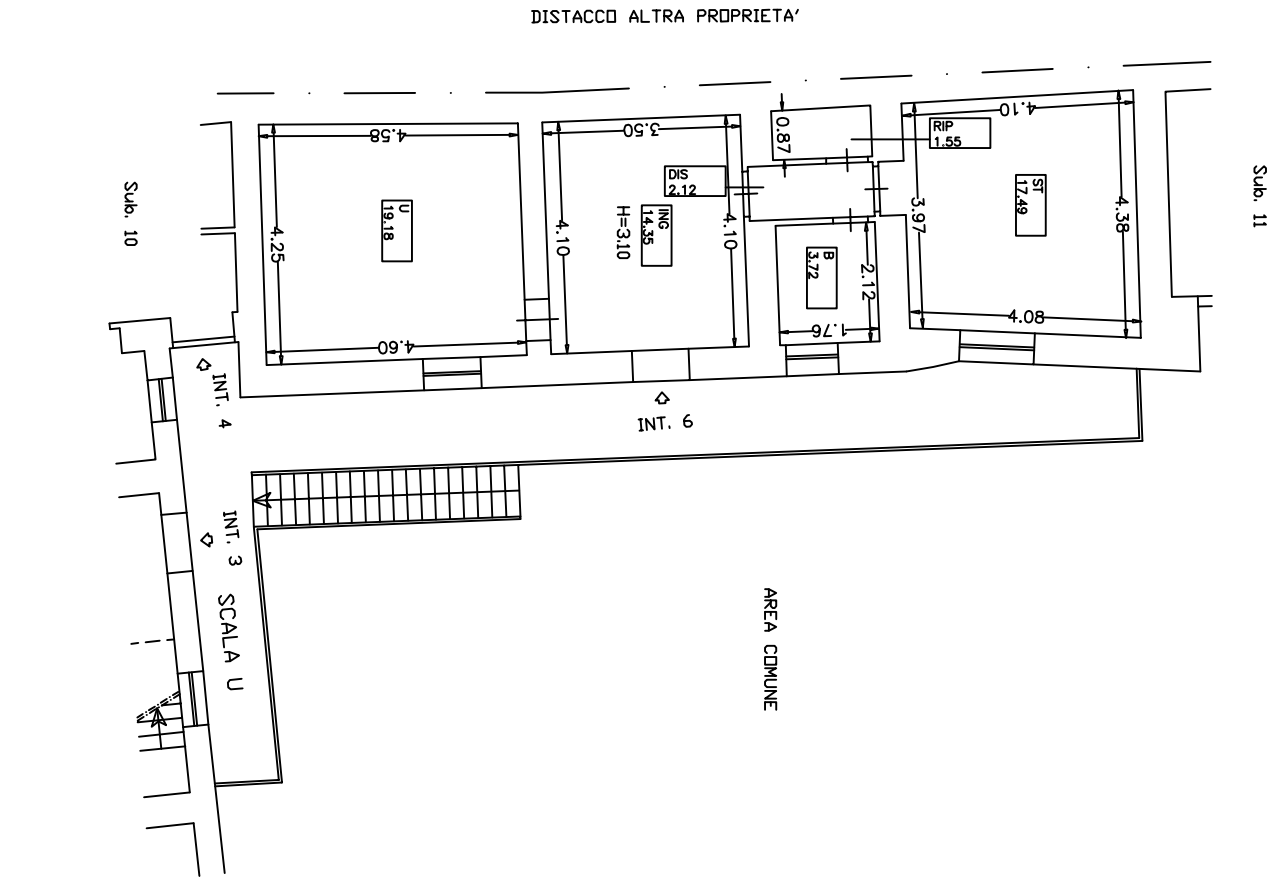 DISTACCO ALTRA PROPRIETA'
Sub. 10
Sub. 11
4.58
4.25
U
19.18
4.60
3.50
4.10
H=3.10
ING
14.35
4.10
DIS
2.12
0.87
RIP
1.55
B
3.72
2.12
1.76
4.10
3.97
ST
17.49
4.38
4.08
INT. 4
INT. 6
INT. 3
SCALA U
AREA COMUNE